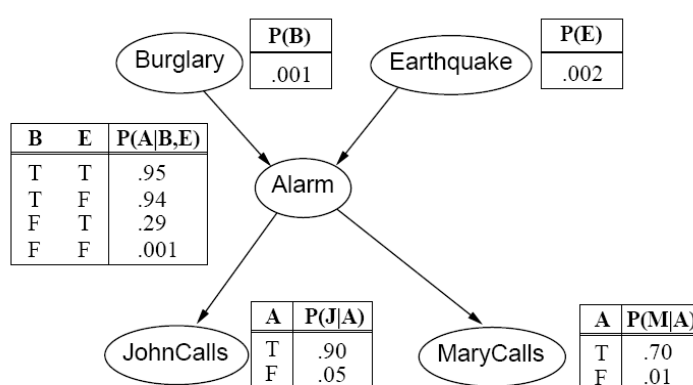 Burglary
P(B)
.001
Earthquake
P(E)
.002
B E P(A|B,E)
T T .95
T F .94
F T .29
F F .001
Alarm
JohnCalls
A P(J|A)
T .90
F .05
MaryCalls
A P(M|A)
T .70
F .01